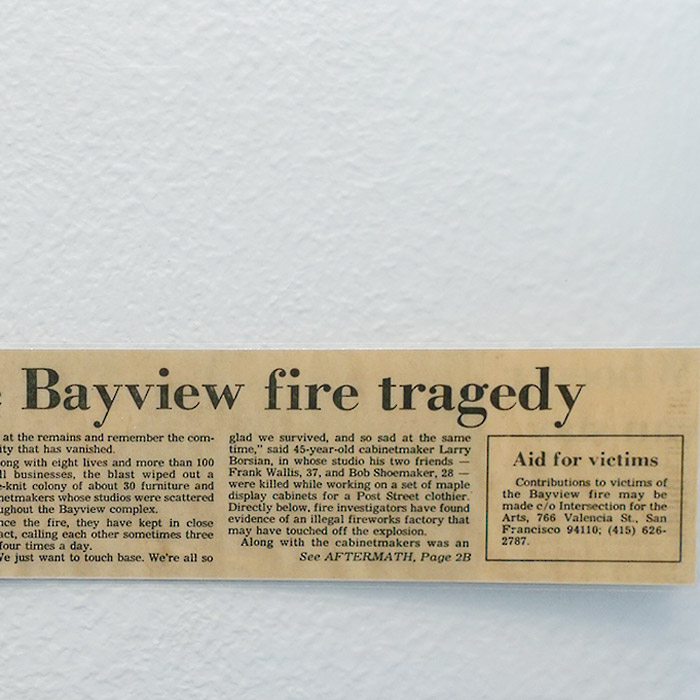 Bayview fire tragedy
at the remains and remember the com-
ity that has vanished.
ong with eight lives and more than 100
ll businesses, the blast wiped out a
e-knit colony of about 30 furniture and
netmakers whose studios were scattered
ughout the Bayview complex.
nce the fire, they have kept in close
act, calling each other sometimes three
four times a day.
We just want to touch base. We're all so
glad we survived, and so sad at the same
time," said 45-year-old cabinetmaker Larry
Borsian, in whose studio his two friends —
Frank Wallis, 37, and Bob Shoemaker, 28 —
were killed while working on a set of maple
display cabinets for a Post Street clothier.
Directly below, fire investigators have found
evidence of an illegal fireworks factory that
may have touched off the explosion.
Along with the cabinetmakers was an
See AFTERMATH, Page 2B
Aid for victims
Contributions to victims of
the Bayview fire may be
made c/o Intersection for the
Arts, 766 Valencia St., San
Francisco 94110; (415) 626-
2787.